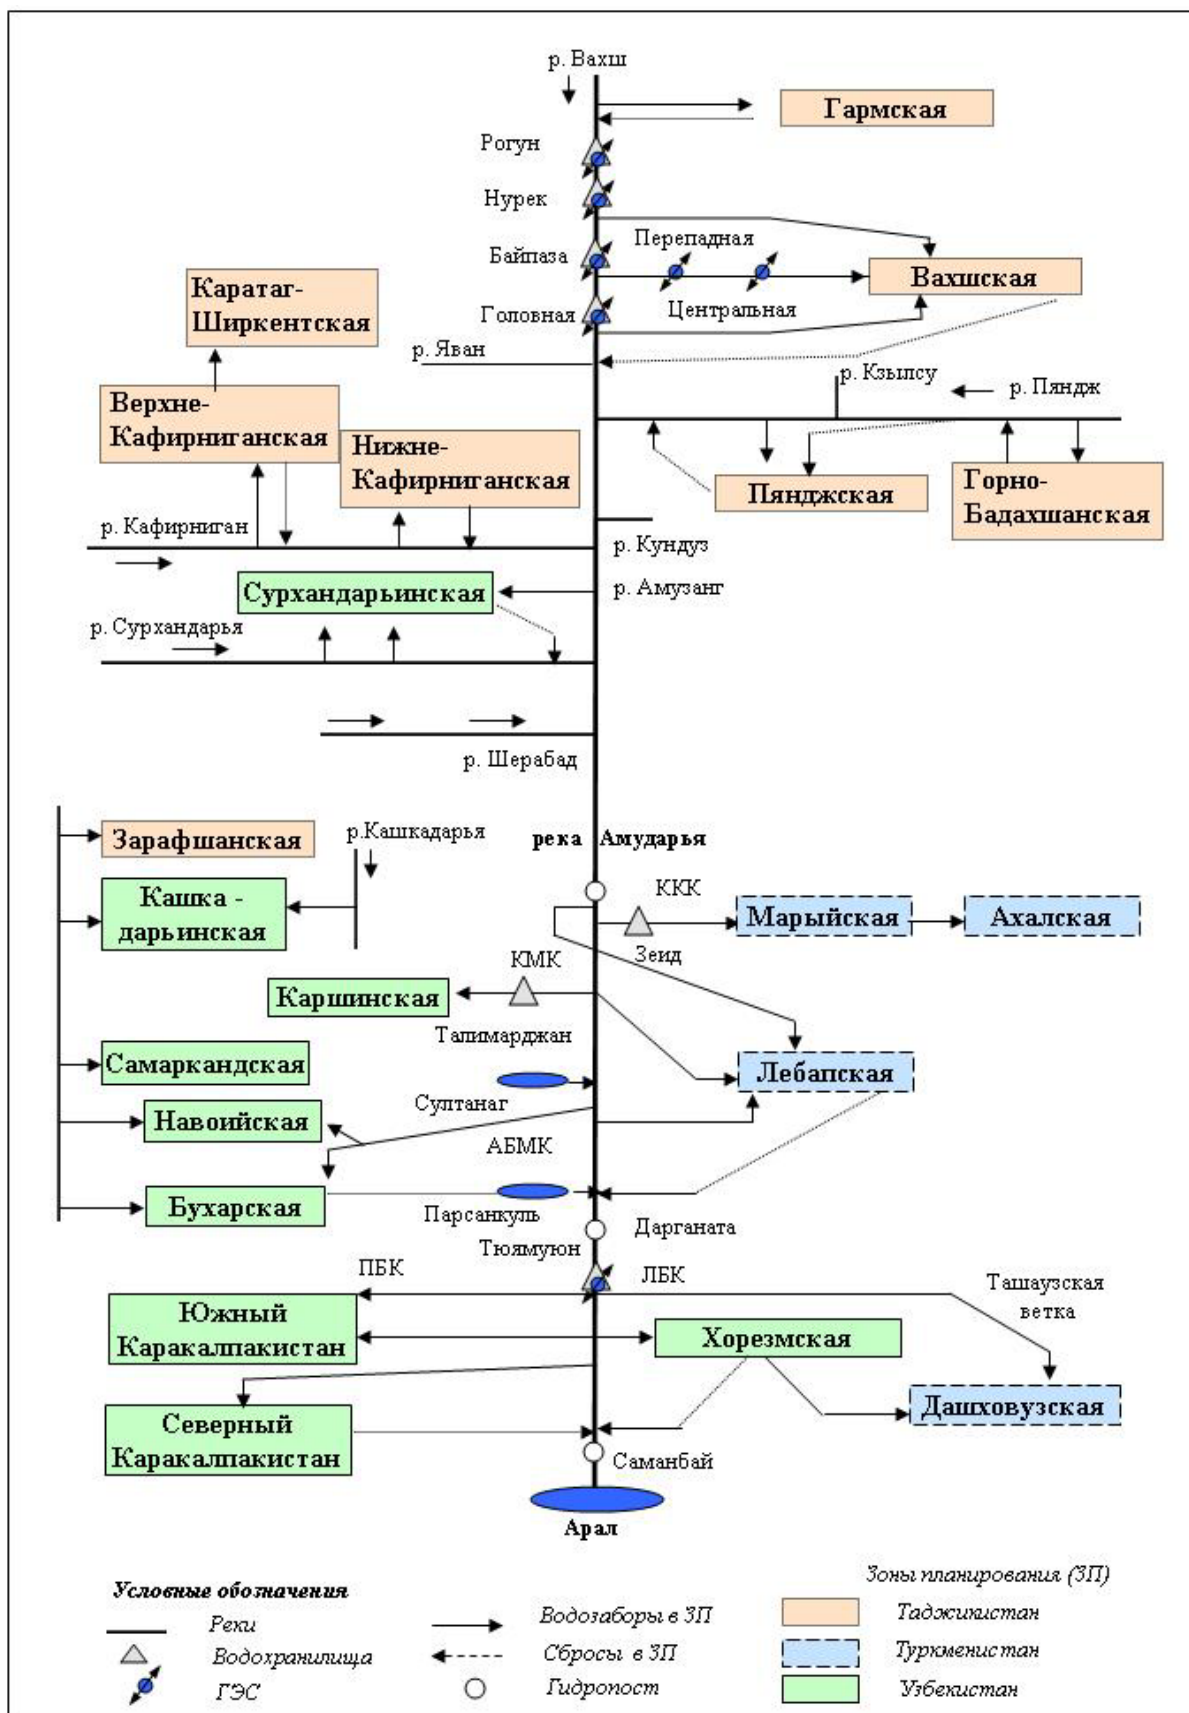 р. Вахш
Гармская
Рогун
Нурек
Байпаза
Перепадная
Вахшская
Каратаг-
Ширкентская
Головная
Центральная
р. Яван
р. Кзылсу
р. Пяндж
Верхне-
Кафирниганская
Нижне-
Кафирниганская
Пянджская
Горно-
Бадахшанская
р. Кафирниган
р. Кундуз
Сурхандарьинская
р. Амузанг
р. Сурхандарья
р. Шерабад
Зарафшанская
р.Кашкадарья
река Амударья
Кашка -
дарьинская
ККК
Марыйская
Ахалская
Зеид
КМК
Каршинская
Талимарджан
Самаркандская
Лебапская
Султанаг
Навоийская
АБМК
Бухарская
Парсанкуль
Дарганата
Тюямуюн
ПБК
ЛБК
Ташаузская
ветка
Южный
Каракалпакистан
Хорезмская
Северный
Каракалпакистан
Дашховузская
Саманбай
Арал
Условные обозначения
Реки
Водохранилища
ГЭС
Водозаборы в ЗП
Сбросы в ЗП
Гидропост
Зоны планирования (ЗП)
Таджикистан
Туркменистан
Узбекистан